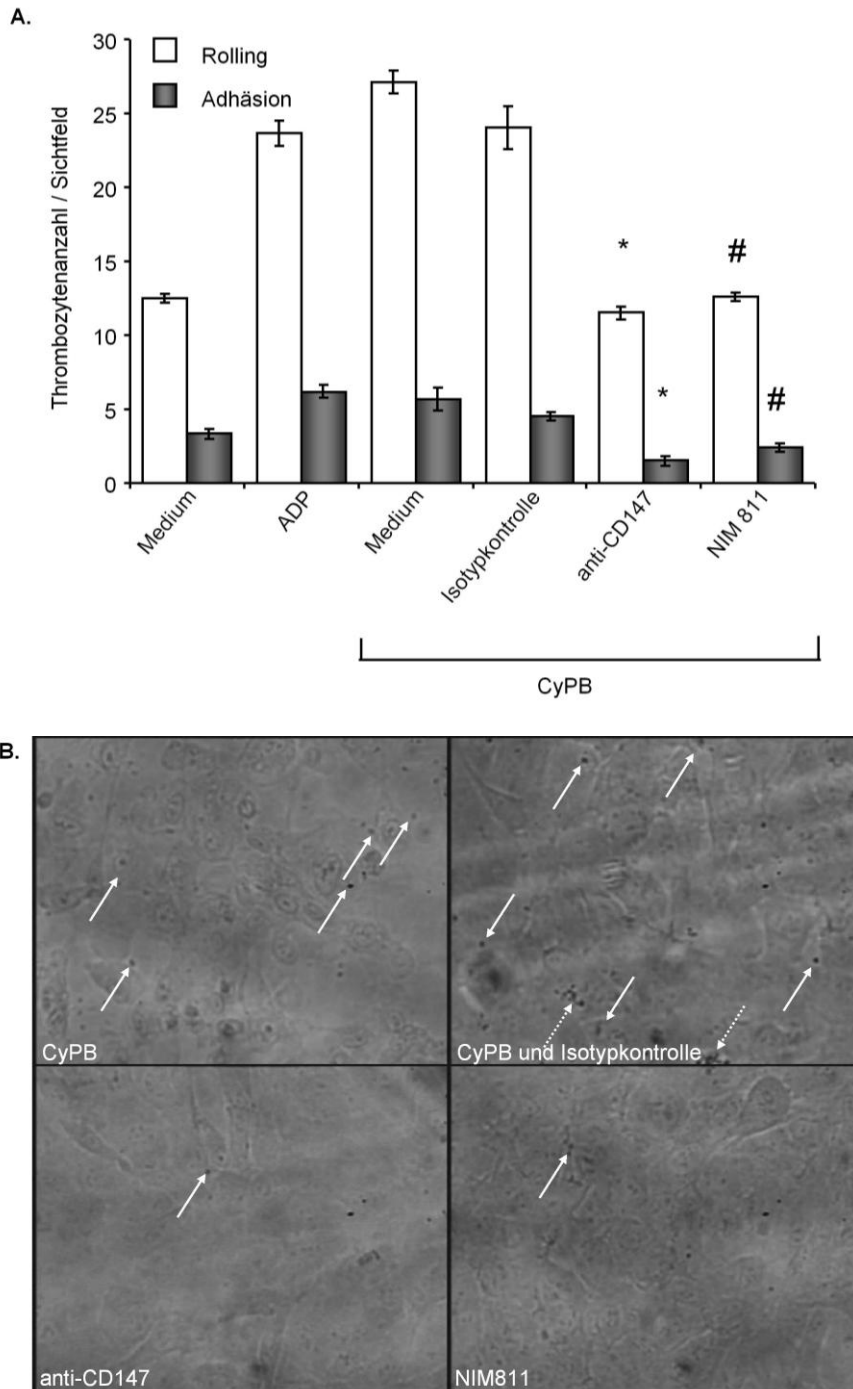 A.
Thrombozytenanzahl / Sichtfeld
30
25
20
15
10
5
0
Rolling
Adhäsion
*
*
#
#
Medium
ADP
Medium
Isotypkontrolle
anti-CD147
NIM 811
CyPB
B.
CyPB
CyPB und Isotypkontrolle
anti-CD147
NIM811